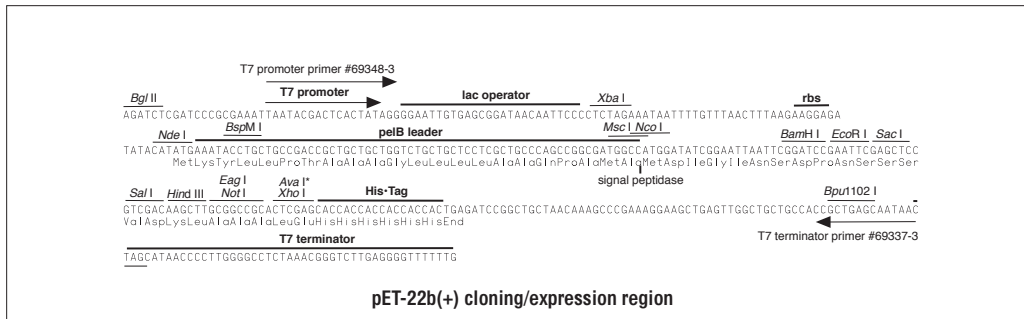 T7 promoter primer #69348-3
Bgl II T7 promoter lac operator Xba I rbs
AGATCTCGATCCCGCGAAATTAATACGACTCACTATAGGGGAATTGTGAGCGGATAACAATTCCCCTCTAGAAATAATTTTGTTTAACTTTAAGAAGGAGA
Nde I BspM I pelB leader Msc I Nco I BamH I EcoR I Sac I
TATACATATGAAATACCTGCTGCCGACCGCTGCTGCTGGTCTGCTGCTCCTCGCTGCCCAGCCGGCGATGGCCATGGATATCGGAATTAATTCGGATCCGAATTCGAGCTCC
MetLysTyrLeuLeuProThrAlaAlaAlaGlyLeuLeuLeuLeuAlaAlaGlnProAlaMetAlaMetAspIleGlyIleAsnSerAspProAsnSerSerSer
signal peptidase
Sal I Hind III Eag I Not I Ava I* Xho I His•Tag Bpu1102 I
GTCGACAAGCTTGCGGCCGCACTCGAGCACCACCACCACCACCACTGAGATCCGGCTGCTAACAAAGCCCGAAAGGAAGCTGAGTTGGCTGCTGCCACCGCTGAGCAATAAC
ValAspLysLeuAlaAlaAlaLeuGluHisHisHisHisHisHisEnd
T7 terminator T7 terminator primer #69337-3
TAGCATAACCCCTTGGGGCCTCTAAACGGGTCTTGAGGGGTTTTTTG
pET-22b(+) cloning/expression region